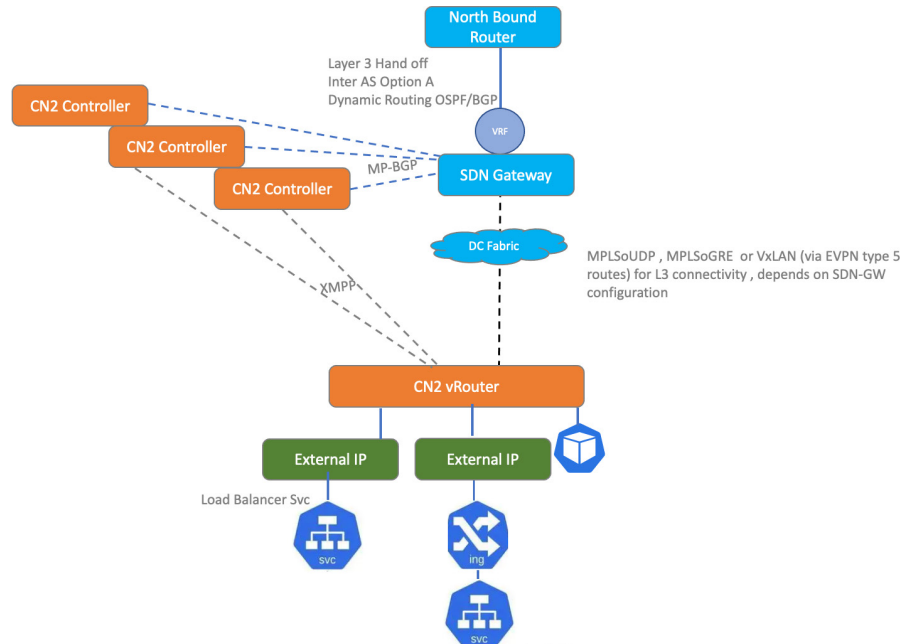 North Bound
Router
Layer 3 Hand off
Inter AS Option A
Dynamic Routing OSPF/BGP
VRF
CN2 Controller
CN2 Controller
CN2 Controller
MP-BGP
SDN Gateway
DC Fabric
MPLSoUDP , MPLSoGRE or VxLAN (via EVPN type 5
routes) for L3 connectivity , depends on SDN-GW
configuration
XMPP
CN2 vRouter
External IP
External IP
Load Balancer Svc
svc
ing
svc